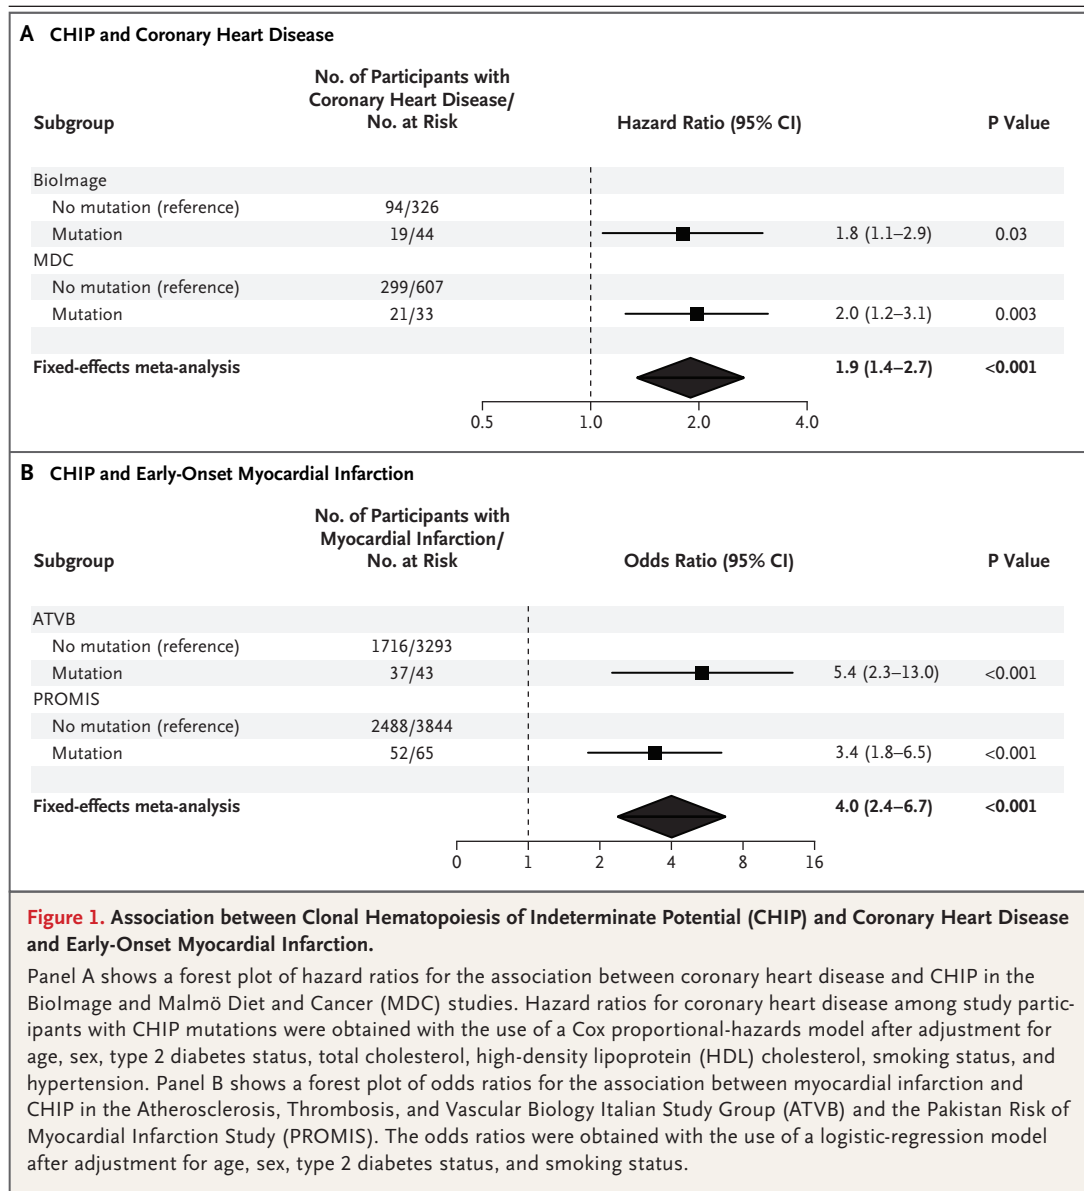 A CHIP and Coronary Heart Disease
No. of Participants with
Coronary Heart Disease/
Subgroup No. at Risk Hazard Ratio (95% CI) P Value
BioImage
No mutation (reference) 94/326
Mutation 19/44 1.8 (1.1–2.9) 0.03
MDC
No mutation (reference) 299/607
Mutation 21/33 2.0 (1.2–3.1) 0.003
Fixed-effects meta-analysis 1.9 (1.4–2.7) <0.001
0.5 1.0 2.0 4.0
B CHIP and Early-Onset Myocardial Infarction
No. of Participants with
Myocardial Infarction/
Subgroup No. at Risk Odds Ratio (95% CI) P Value
ATVB
No mutation (reference) 1716/3293
Mutation 37/43 5.4 (2.3–13.0) <0.001
PROMIS
No mutation (reference) 2488/3844
Mutation 52/65 3.4 (1.8–6.5) <0.001
Fixed-effects meta-analysis 4.0 (2.4–6.7) <0.001
0 1 2 4 8 16
Figure 1. Association between Clonal Hematopoiesis of Indeterminate Potential (CHIP) and Coronary Heart Disease
and Early-Onset Myocardial Infarction.
Panel A shows a forest plot of hazard ratios for the association between coronary heart disease and CHIP in the
BioImage and Malmö Diet and Cancer (MDC) studies. Hazard ratios for coronary heart disease among study partic-
ipants with CHIP mutations were obtained with the use of a Cox proportional-hazards model after adjustment for
age, sex, type 2 diabetes status, total cholesterol, high-density lipoprotein (HDL) cholesterol, smoking status, and
hypertension. Panel B shows a forest plot of odds ratios for the association between myocardial infarction and
CHIP in the Atherosclerosis, Thrombosis, and Vascular Biology Italian Study Group (ATVB) and the Pakistan Risk of
Myocardial Infarction Study (PROMIS). The odds ratios were obtained with the use of a logistic-regression model
after adjustment for age, sex, type 2 diabetes status, and smoking status.